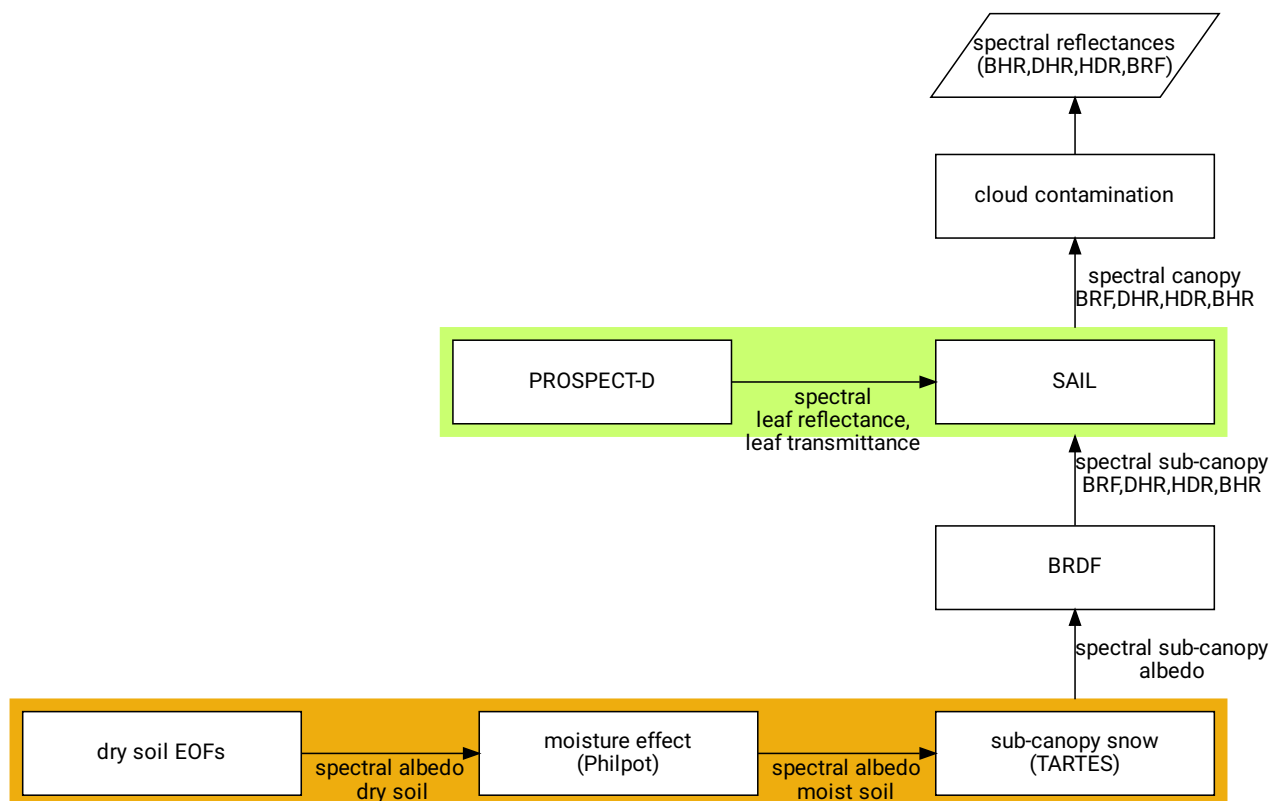 spectral reflectances
(BHR,DHR,HDR,BRF)
cloud contamination
spectral canopy
BRF,DHR,HDR,BHR
PROSPECT-D
spectral
leaf reflectance,
leaf transmittance
SAIL
spectral sub-canopy
BRF,DHR,HDR,BHR
BRDF
spectral sub-canopy
albedo
dry soil EOFs
spectral albedo
dry soil
moisture effect
(Philpot)
spectral albedo
moist soil
sub-canopy snow
(TARTES)